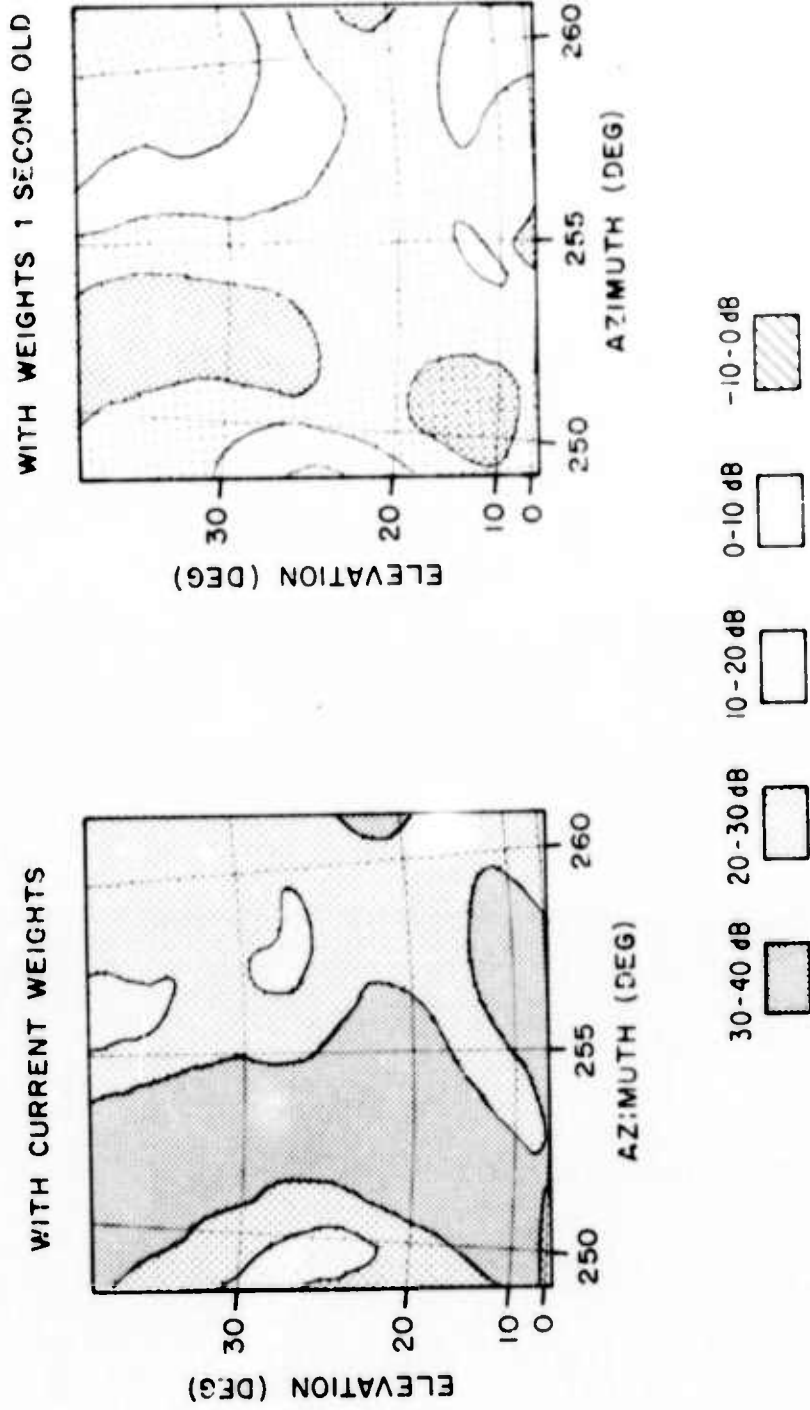 WITH CURRENT WEIGHTS
ELEVATION (DEG)
30
20
10
0
250
255
260
AZIMUTH (DEG)
WITH WEIGHTS 1 SECOND OLD
ELEVATION (DEG)
30
20
10
0
250
255
260
AZIMUTH (DEG)
30-40 dB
20-30 dB
10-20 dB
0-10 dB
-10-0 dB